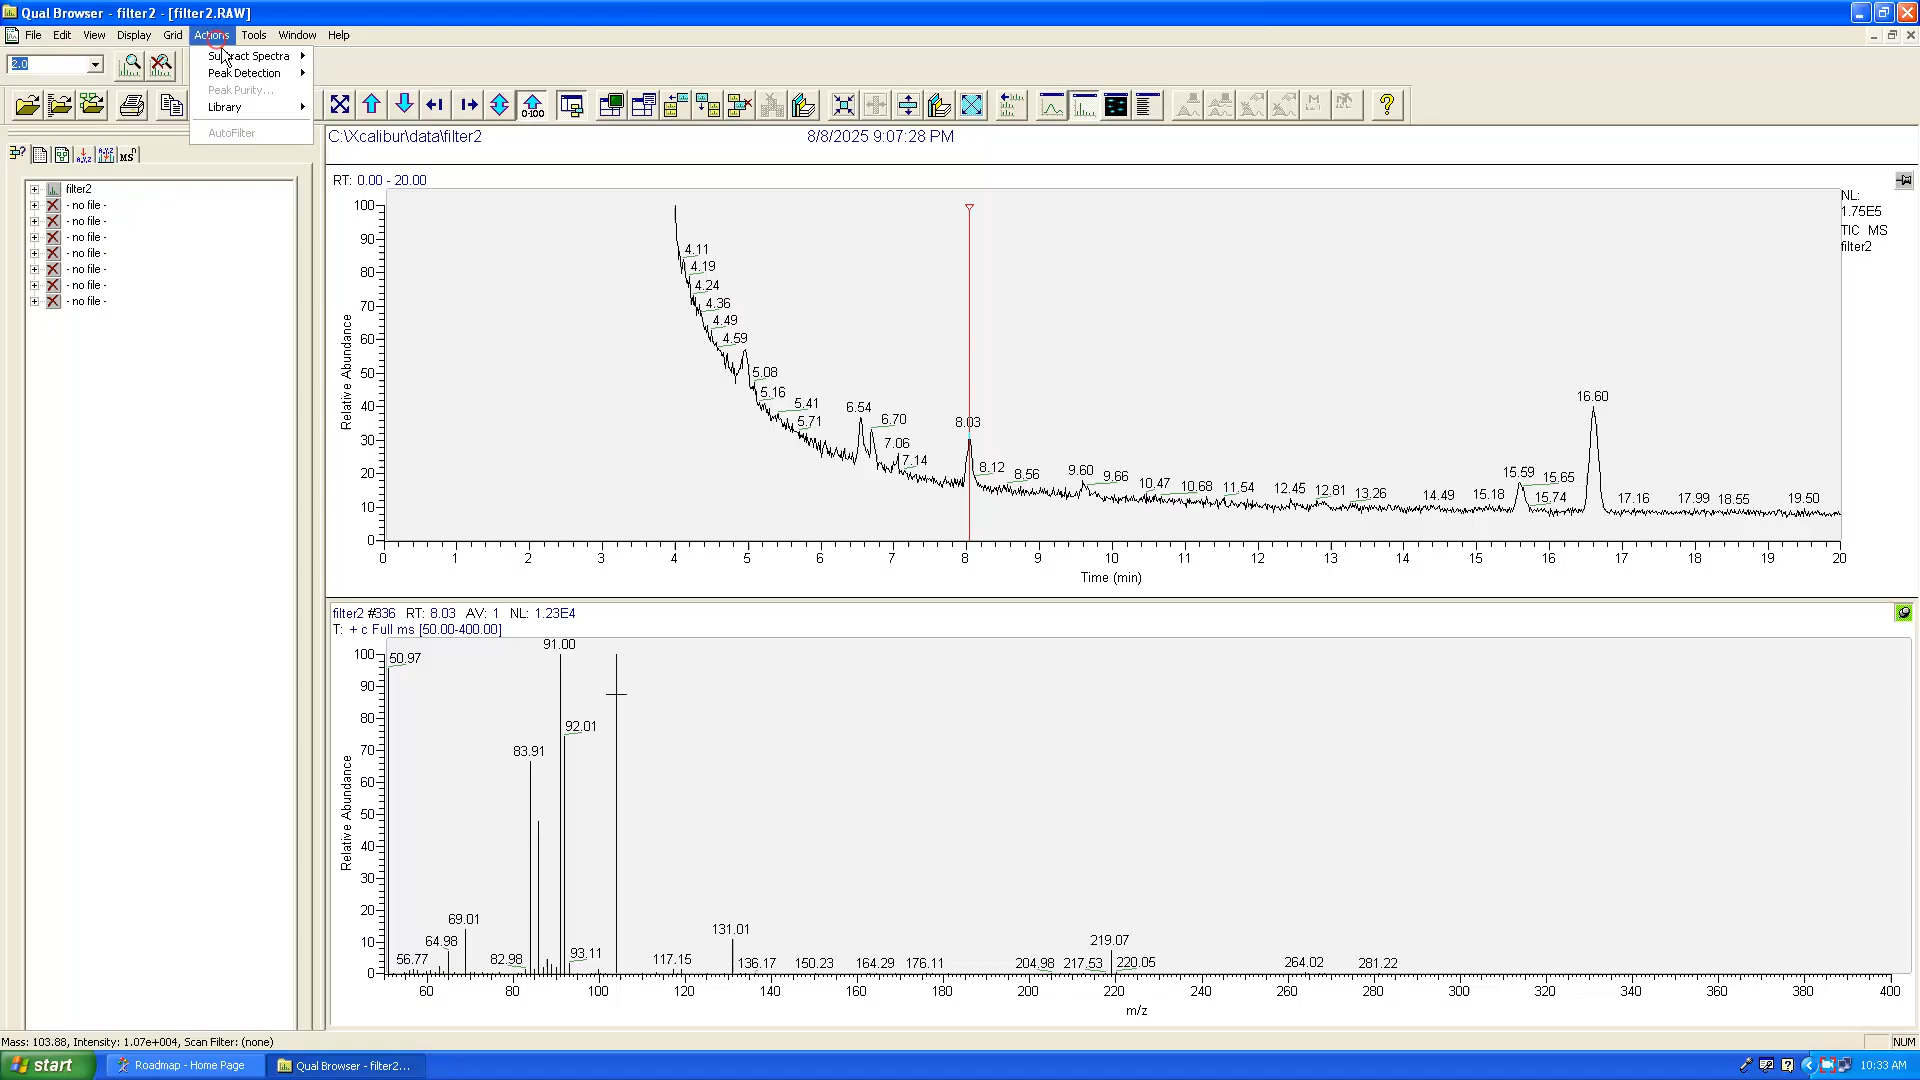 Qual Browser - filter2 - [filter2.RAW]
File Edit View Display Grid Actions Tools Window Help
2.0
Subtract Spectra
Peak Detection
Peak Purity...
Library
AutoFilter
0-100
C:\Xcalibur\data\filter2 8/8/2025 9:07:28 PM
filter2
- no file -
- no file -
- no file -
- no file -
- no file -
- no file -
- no file -
RT: 0.00 - 20.00
NL:
1.75E5
TIC MS
filter2
Relative Abundance
100
90
80
70
60
50
40
30
20
10
0
4.11
4.19
4.24
4.36
4.49
4.59
5.08
5.16
5.41
5.71
6.54
6.70
7.06
7.14
8.03
8.12
8.56
9.60
9.66
10.47
10.68
11.54
12.45
12.81
13.26
14.49
15.18
15.59
15.65
15.74
16.60
17.16
17.99
18.55
19.50
0 1 2 3 4 5 6 7 8 9 10 11 12 13 14 15 16 17 18 19 20
Time (min)
filter2 #336 RT: 8.03 AV: 1 NL: 1.23E4
T: + c Full ms [50.00-400.00]
Relative Abundance
100
90
80
70
60
50
40
30
20
10
0
50.97
56.77
64.98
69.01
82.98
83.91
91.00
92.01
93.11
117.15
131.01
136.17
150.23
164.29
176.11
204.98
217.53
219.07
220.05
264.02
281.22
60 80 100 120 140 160 180 200 220 240 260 280 300 320 340 360 380 400
m/z
Mass: 103.88, Intensity: 1.07e+004, Scan Filter: (none)
NUM
start
Roadmap - Home Page
Qual Browser - filter2...
10:33 AM